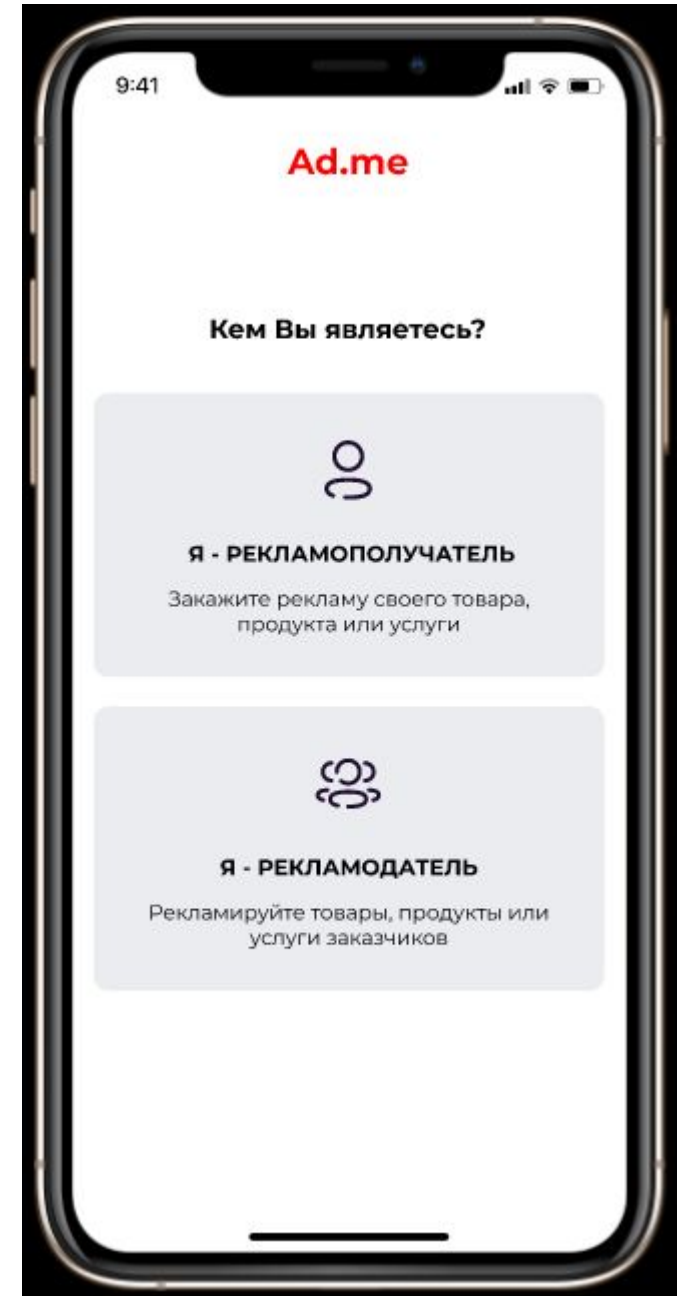 9:41
Ad.me
Кем Вы являетесь?
Я - РЕКЛАМОПОЛУЧАТЕЛЬ
Закажите рекламу своего товара,
продукта или услуги
Я - РЕКЛАМОДАТЕЛЬ
Рекламируйте товары, продукты или
услуги заказчиков